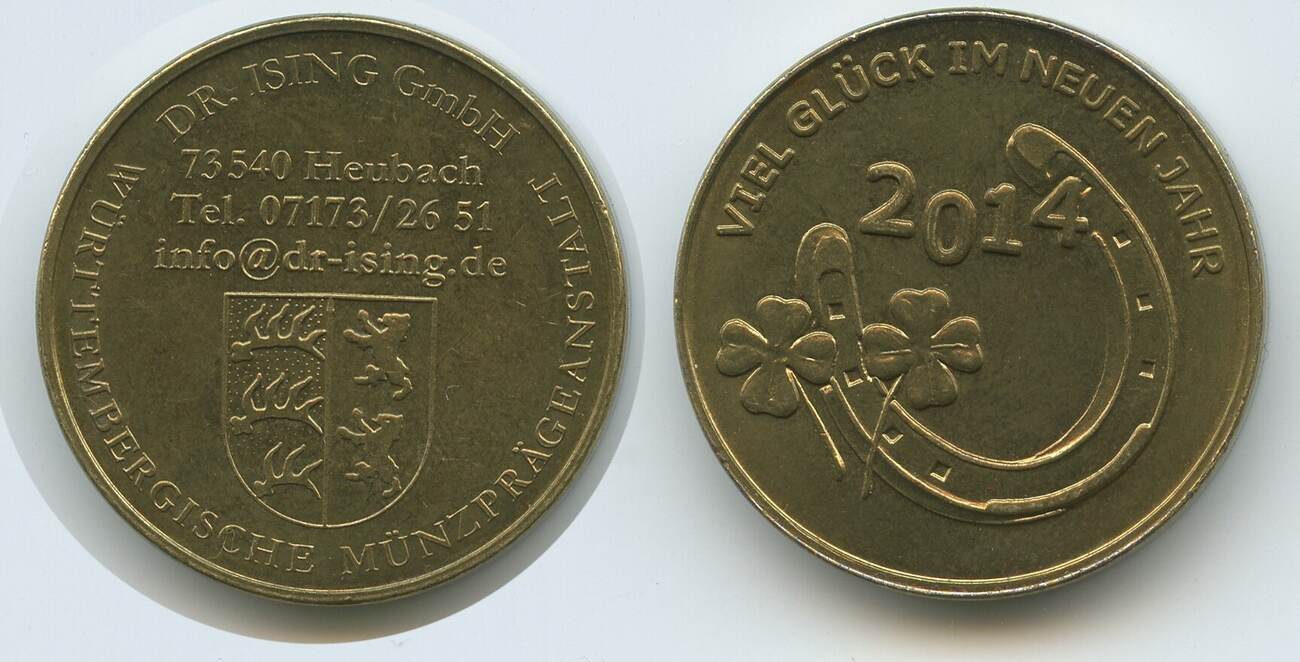 DR. ISING GmbH
73540 Heubach
Tel. 07173/26 51
info@dr-ising.de
WÜRTTEMBERGISCHE MÜNZPRÄGEANSTALT
VIEL GLÜCK IM NEUEN JAHR
2014